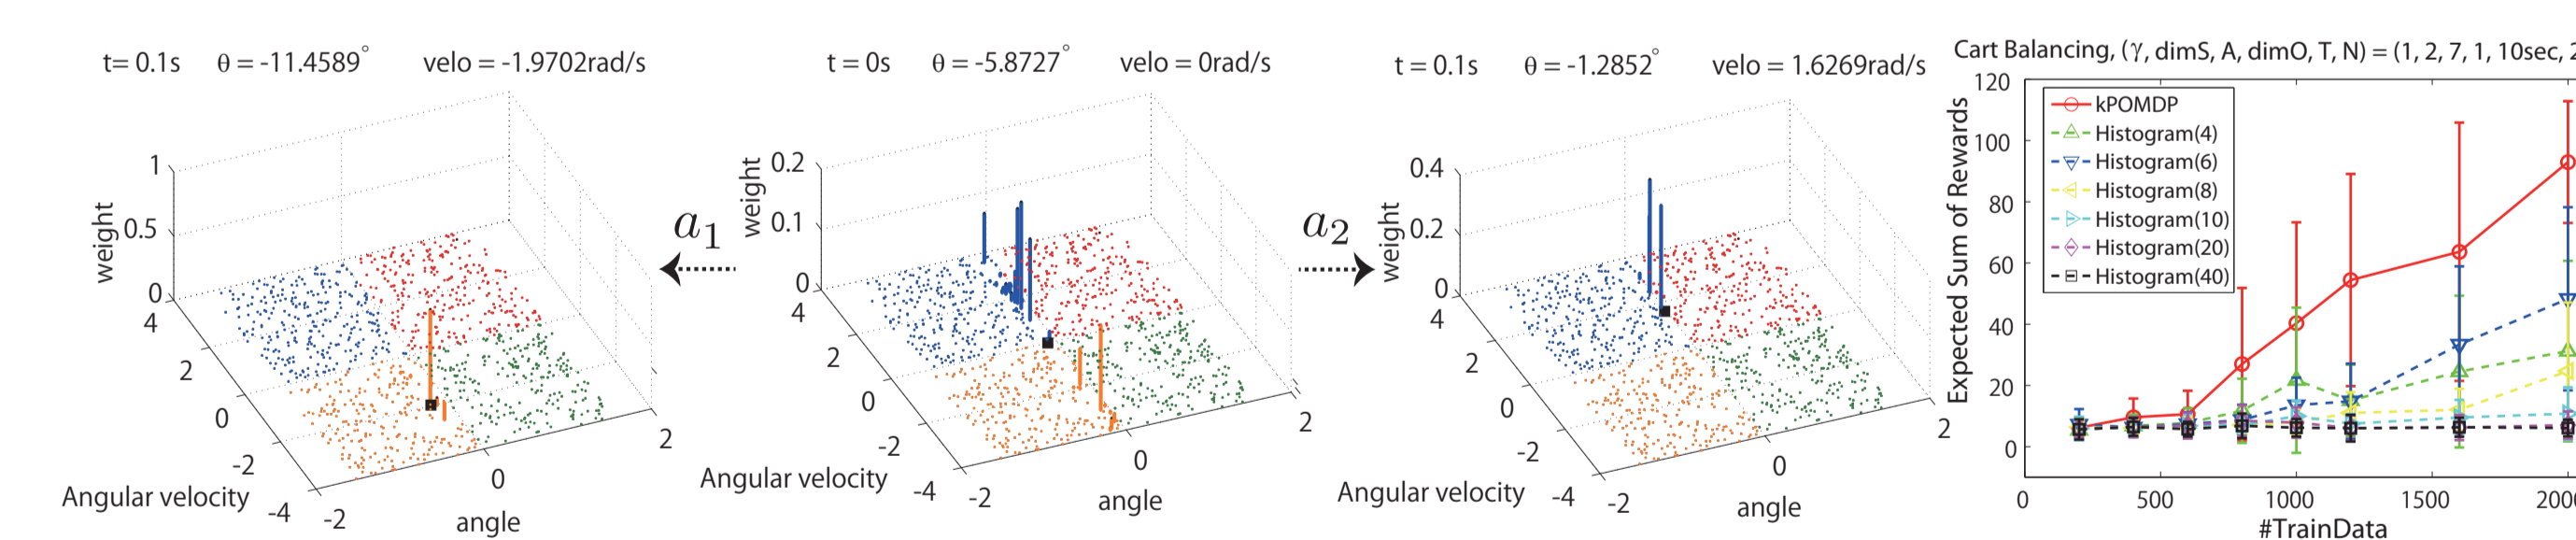 t= 0.1s θ = -11.4589° velo = -1.9702rad/s
weight
1
0.5
0
4
2
0
-2
-4
Angular velocity
-2
0
2
angle
a1
t = 0s θ = -5.8727° velo = 0rad/s
weight
0.2
0.1
0
4
2
0
-2
-4
Angular velocity
-2
0
2
angle
a2
t = 0.1s θ = -1.2852° velo = 1.6269rad/s
weight
0.4
0.2
0
4
2
0
-2
-4
Angular velocity
-2
0
2
angle
Cart Balancing, (γ, dimS, A, dimO, T, N) = (1, 2, 7, 1, 10sec, 2
Expected Sum of Rewards
120
100
80
60
40
20
0
kPOMDP
Histogram(4)
Histogram(6)
Histogram(8)
Histogram(10)
Histogram(20)
Histogram(40)
0 500 1000 1500 200
#TrainData